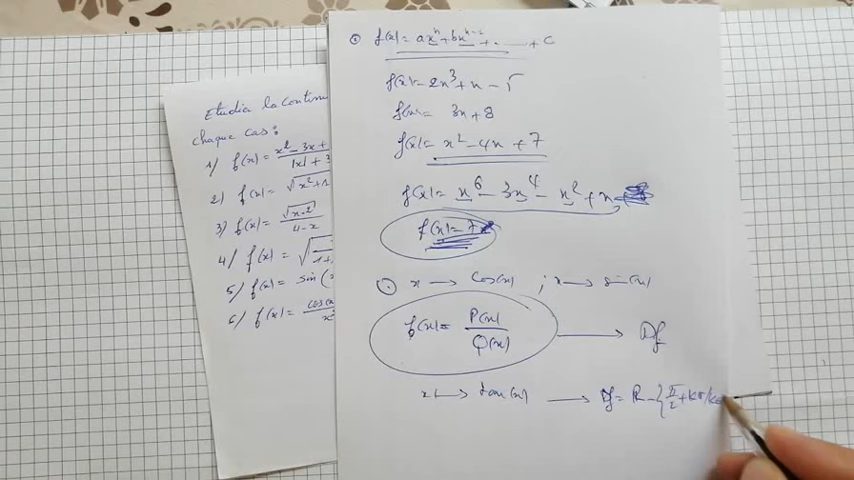 Etudia la continu
chaque cas:
1) f(x) = x² - 3x + / |x| + 3
2) f(x) = √x² + 1
3) f(x) = √x-2 / 4-x
4) f(x) = √ / 1+
5) f(x) = sin(
6) f(x) = cos(x / x²
f(x) = axⁿ + bxⁿ⁻¹ + ...... + c
f(x) = 2x³ + x - 5
f(x) = 3x + 8
f(x) = x² - 4x + 7
f(x) = x⁶ - 3x⁴ - x² + x
f(x) = 7
x → cos(x) ; x → sin(x)
f(x) = P(x) / Q(x) → Df
x → tan(x) → Df = R - { π/2 + kπ / k